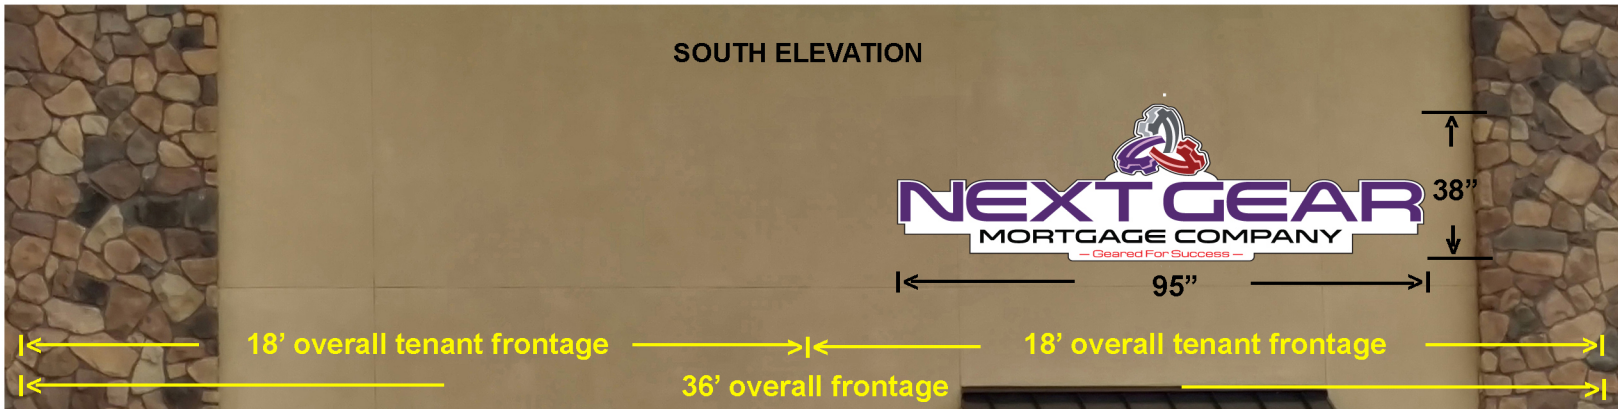 SOUTH ELEVATION
NEXT GEAR
MORTGAGE COMPANY
– Geared For Success –
38”
95”
18’ overall tenant frontage
18’ overall tenant frontage
36’ overall frontage